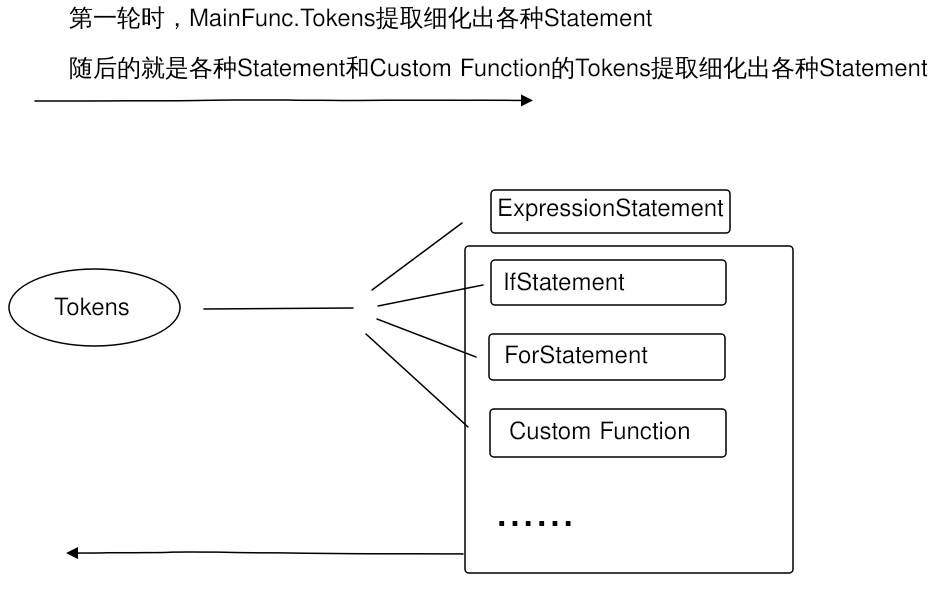 第一轮时，MainFunc.Tokens提取细化出各种Statement
随后的就是各种Statement和Custom Function的Tokens提取细化出各种Statement
ExpressionStatement
IfStatement
Tokens
ForStatement
Custom Function
......